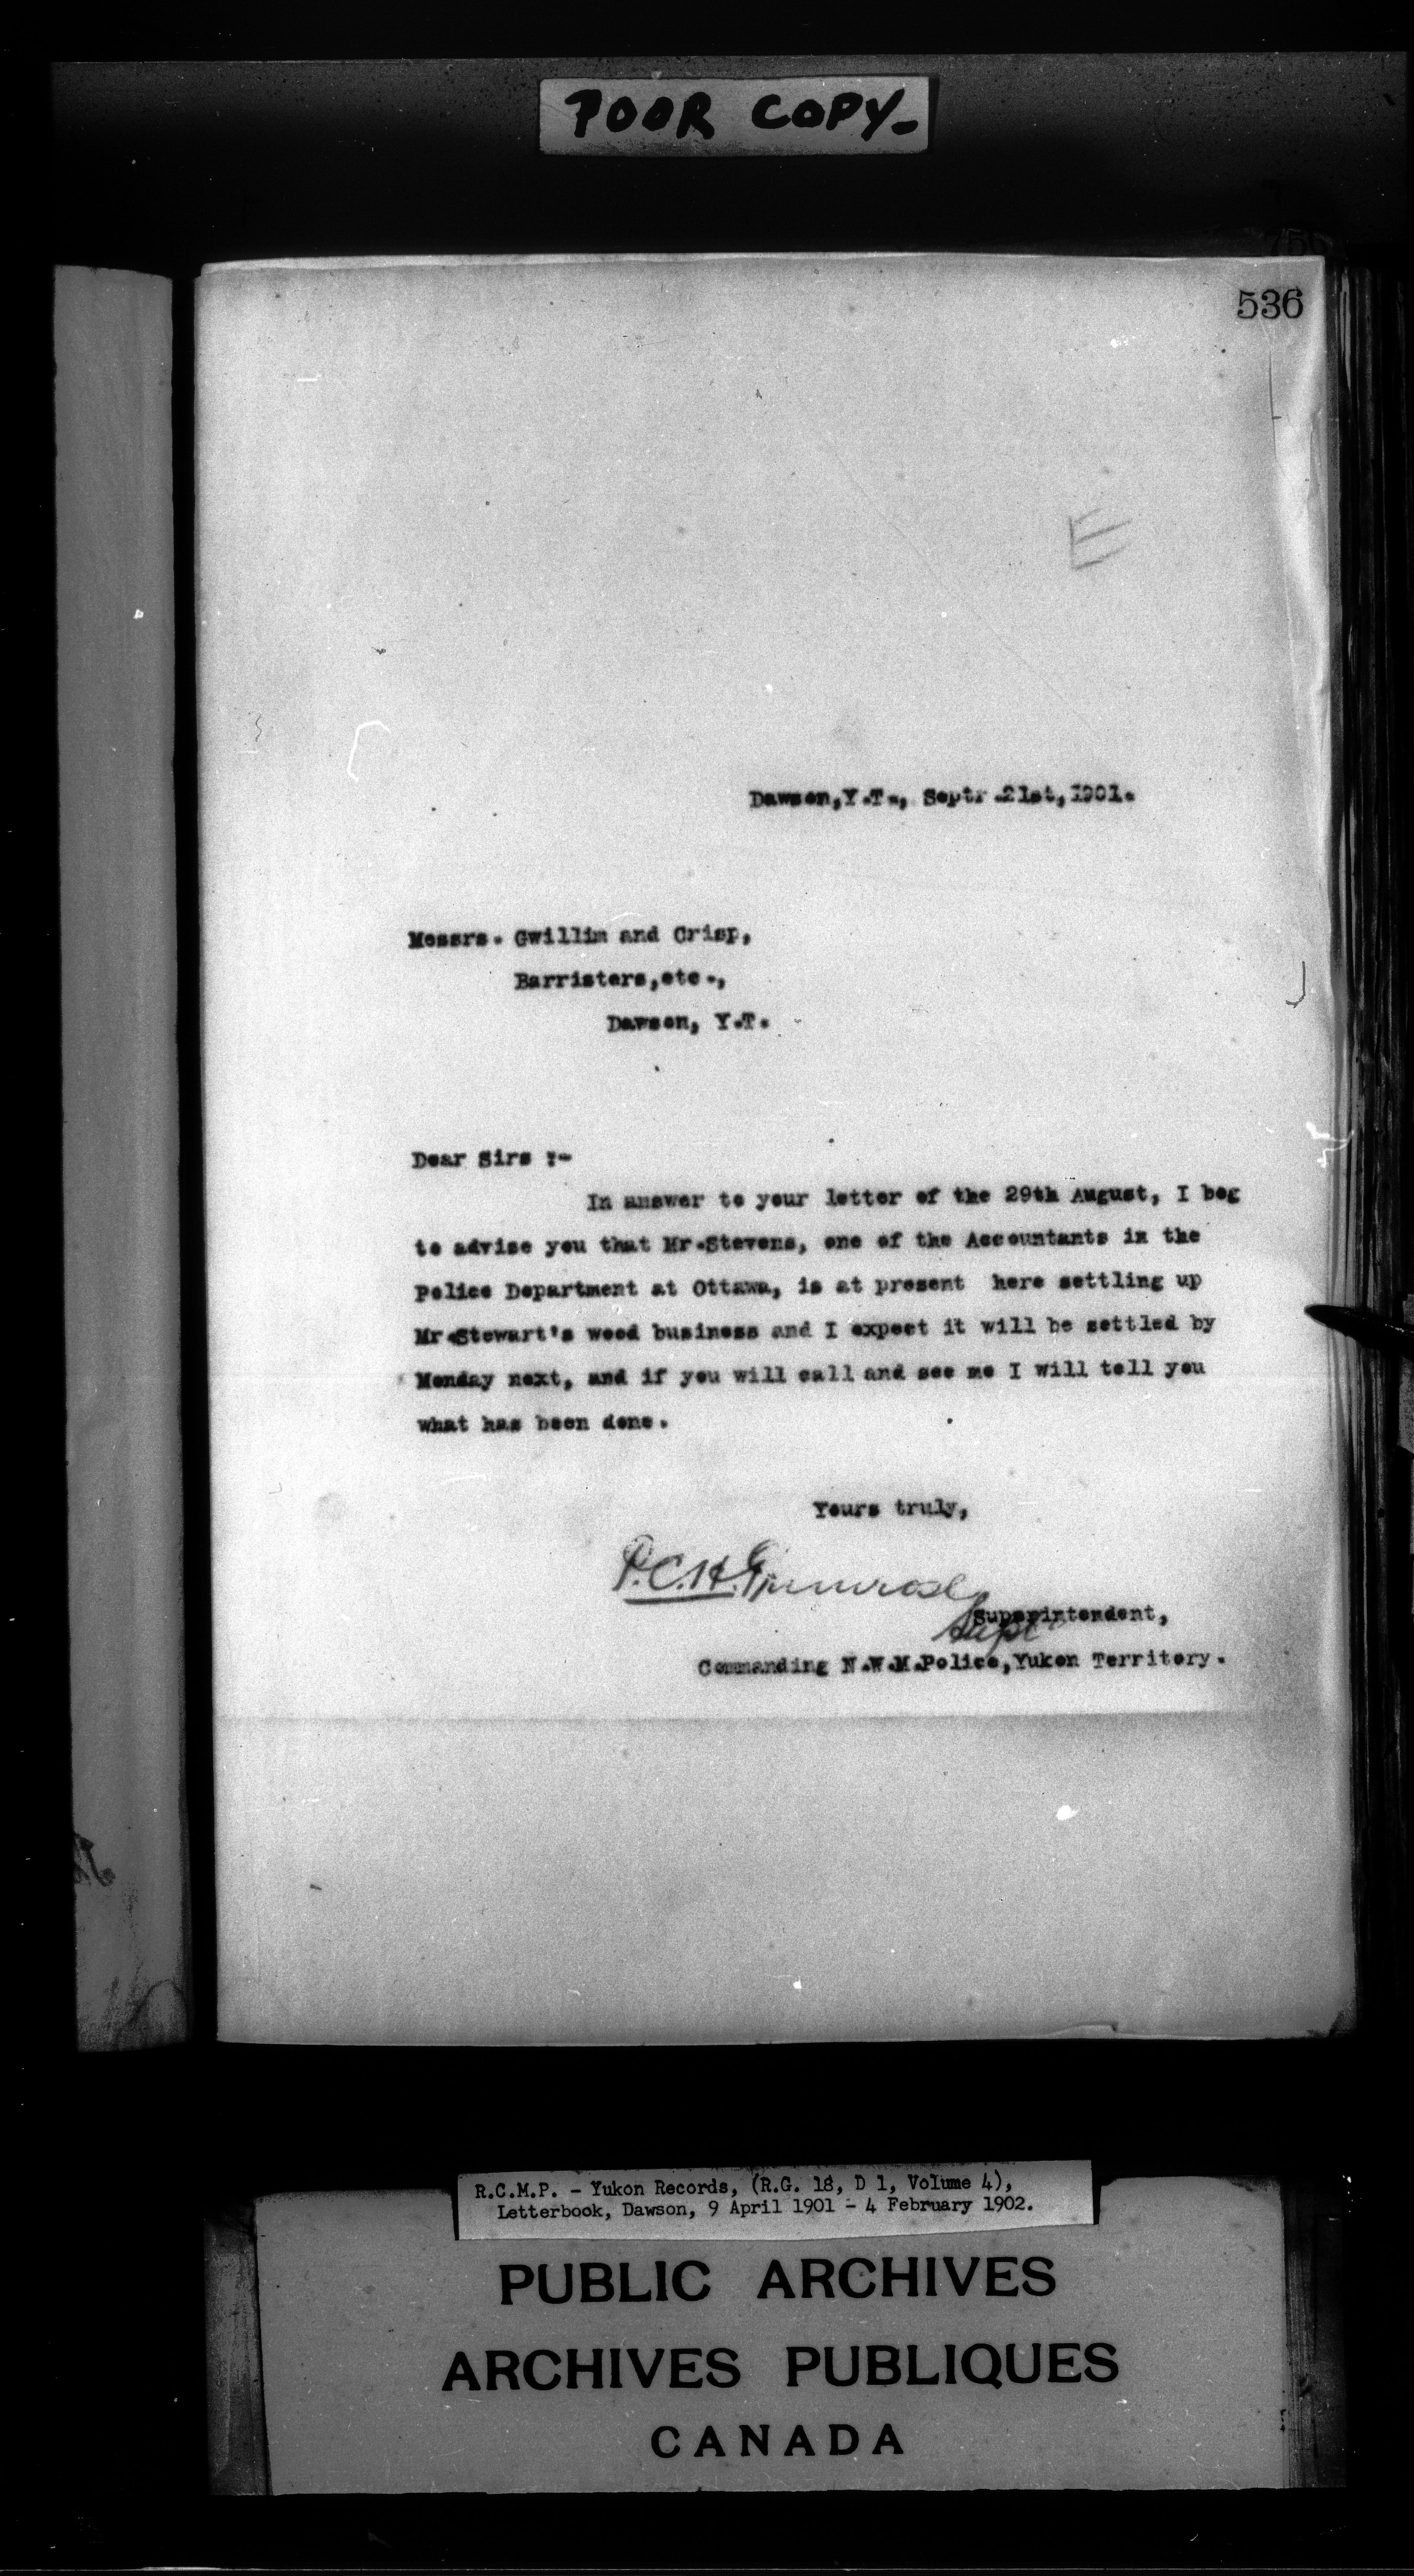 POOR COPY-
756
536
E
Dawson,Y.T., Septr.21st,1901.
Messrs. Gwillim and Crisp,
Barristers,etc.,
Dawson, Y.T.
Dear Sirs :-
In answer to your letter of the 29th August, I beg
to advise you that Mr.Stevens, one of the Accountants in the
Police Department at Ottawa, is at present here settling up
Mr.Stewart's wood business and I expect it will be settled by
Monday next, and if you will call and see me I will tell you
what has been done.
Yours truly,
P.C.H.Primrose
Superintendent,
Supt
Commanding N.W.M.Police,Yukon Territory.
R.C.M.P. - Yukon Records, (R.G. 18, D 1, Volume 4),
Letterbook, Dawson, 9 April 1901 - 4 February 1902.
PUBLIC ARCHIVES
ARCHIVES PUBLIQUES
CANADA